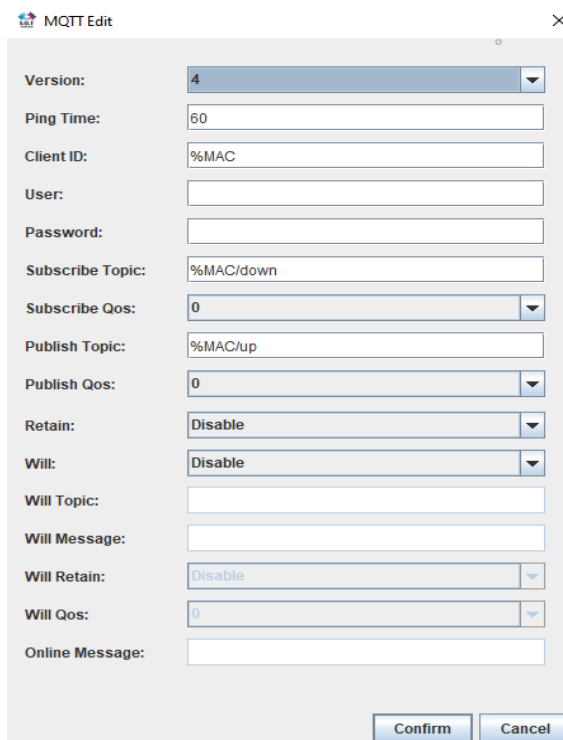 MQTT Edit
Version: 4
Ping Time: 60
Client ID: %MAC
User:
Password:
Subscribe Topic: %MAC/down
Subscribe Qos: 0
Publish Topic: %MAC/up
Publish Qos: 0
Retain: Disable
Will: Disable
Will Topic:
Will Message:
Will Retain: Disable
Will Qos: 0
Online Message:
Confirm Cancel